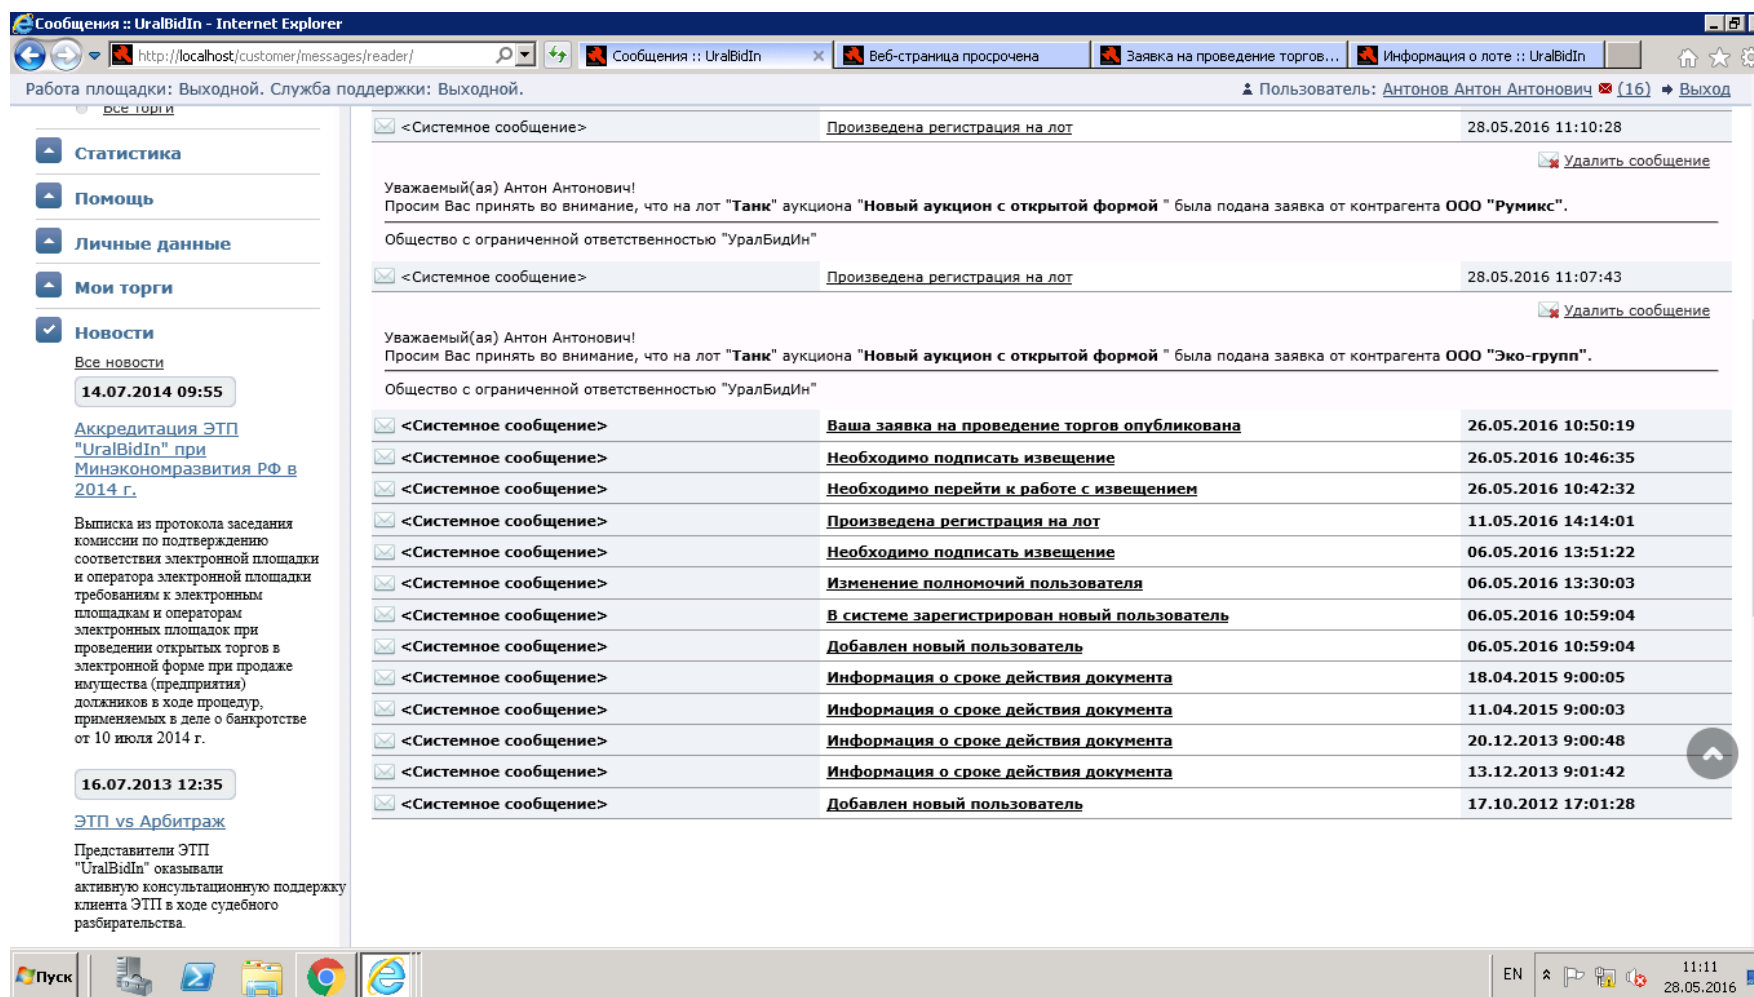 Сообщения :: UralBidIn - Internet Explorer
http://localhost/customer/messages/reader/
Сообщения :: UralBidIn
Веб-страница просрочена
Заявка на проведение торгов...
Информация о лоте :: UralBidIn
Работа площадки: Выходной. Служба поддержки: Выходной.
Пользователь: Антонов Антон Антонович (16) Выход
Все торги
Статистика
Помощь
Личные данные
Мои торги
Новости
Все новости
14.07.2014 09:55
Аккредитация ЭТП
"UralBidIn" при
Минэкономразвития РФ в
2014 г.
Выписка из протокола заседания
комиссии по подтверждению
соответствия электронной площадки
и оператора электронной площадки
требованиям к электронным
площадкам и операторам
электронных площадок при
проведении открытых торгов в
электронной форме при продаже
имущества (предприятия)
должников в ходе процедур,
применяемых в деле о банкротстве
от 10 июля 2014 г.
16.07.2013 12:35
ЭТП vs Арбитраж
Представители ЭТП
"UralBidIn" оказывали
активную консультационную поддержку
клиента ЭТП в ходе судебного
разбирательства.
<Системное сообщение> Произведена регистрация на лот 28.05.2016 11:10:28
Удалить сообщение
Уважаемый(ая) Антон Антонович!
Просим Вас принять во внимание, что на лот "Танк" аукциона "Новый аукцион с открытой формой " была подана заявка от контрагента ООО "Румикс".
Общество с ограниченной ответственностью "УралБидИн"
<Системное сообщение> Произведена регистрация на лот 28.05.2016 11:07:43
Удалить сообщение
Уважаемый(ая) Антон Антонович!
Просим Вас принять во внимание, что на лот "Танк" аукциона "Новый аукцион с открытой формой " была подана заявка от контрагента ООО "Эко-групп".
Общество с ограниченной ответственностью "УралБидИн"
<Системное сообщение> Ваша заявка на проведение торгов опубликована 26.05.2016 10:50:19
<Системное сообщение> Необходимо подписать извещение 26.05.2016 10:46:35
<Системное сообщение> Необходимо перейти к работе с извещением 26.05.2016 10:42:32
<Системное сообщение> Произведена регистрация на лот 11.05.2016 14:14:01
<Системное сообщение> Необходимо подписать извещение 06.05.2016 13:51:22
<Системное сообщение> Изменение полномочий пользователя 06.05.2016 13:30:03
<Системное сообщение> В системе зарегистрирован новый пользователь 06.05.2016 10:59:04
<Системное сообщение> Добавлен новый пользователь 06.05.2016 10:59:04
<Системное сообщение> Информация о сроке действия документа 18.04.2015 9:00:05
<Системное сообщение> Информация о сроке действия документа 11.04.2015 9:00:03
<Системное сообщение> Информация о сроке действия документа 20.12.2013 9:00:48
<Системное сообщение> Информация о сроке действия документа 13.12.2013 9:01:42
<Системное сообщение> Добавлен новый пользователь 17.10.2012 17:01:28
Пуск
EN
11:11
28.05.2016